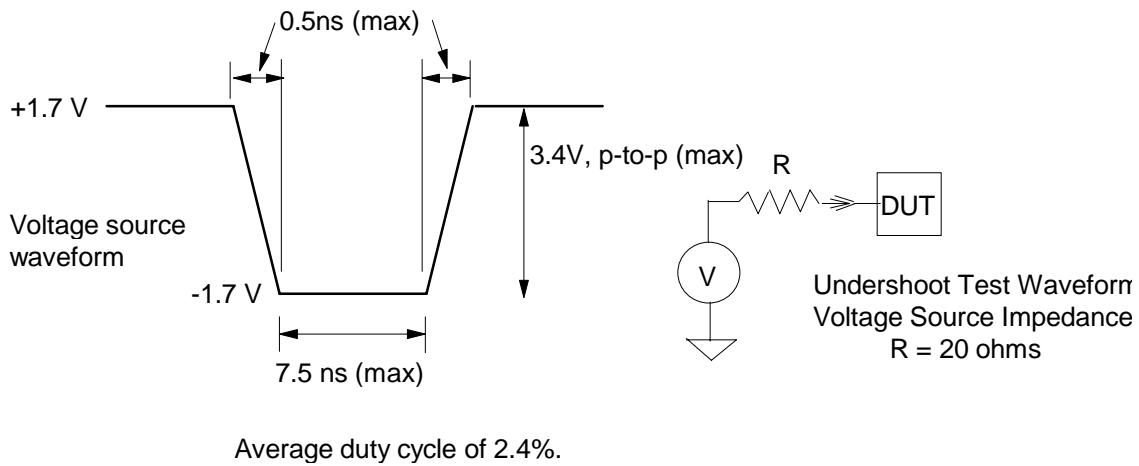 0.5ns (max)
+1.7 V
3.4V, p-to-p (max)
R
DUT
Voltage source
waveform
V
-1.7 V
Undershoot Test Waveform
Voltage Source Impedance
R = 20 ohms
7.5 ns (max)
Average duty cycle of 2.4%.